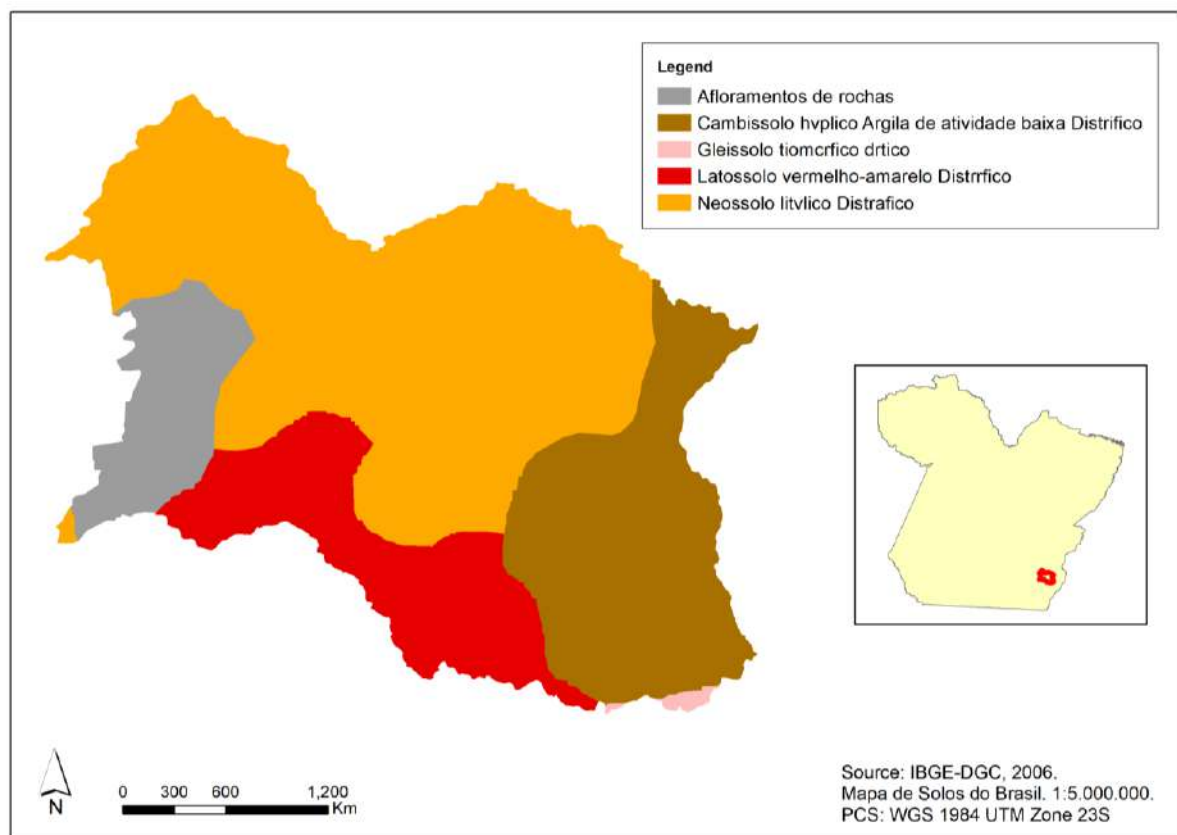 Legend
Afloramentos de rochas
Cambissolo hvplico Argila de atividade baixa Distrifico
Gleissolo tiomcrfico drtico
Latossolo vermelho-amarelo Distrrfico
Neossolo litvlico Distrafico
N
0 300 600 1,200
Km
Source: IBGE-DGC, 2006.
Mapa de Solos do Brasil. 1:5.000.000.
PCS: WGS 1984 UTM Zone 23S